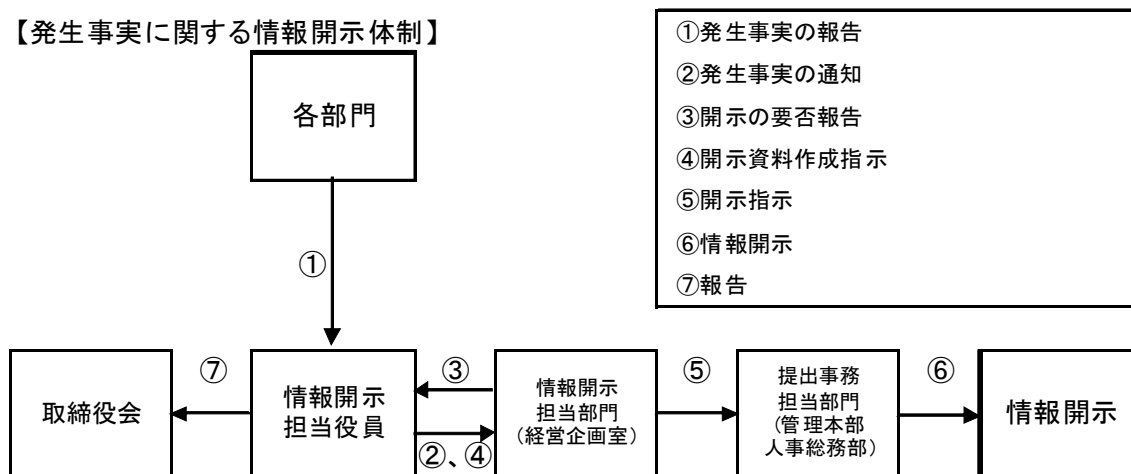 【発生事実に関する情報開示体制】
①発生事実の報告
②発生事実の通知
③開示の要否報告
④開示資料作成指示
⑤開示指示
⑥情報開示
⑦報告
各部門
①
取締役会
⑦
情報開示
担当役員
③
②、④
情報開示
担当部門
（経営企画室）
⑤
提出事務
担当部門
(管理本部
人事総務部）
⑥
情報開示